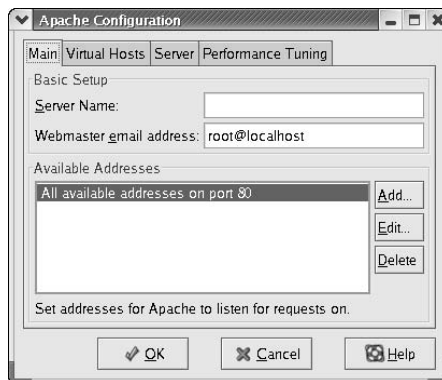 Apache Configuration
Main Virtual Hosts Server Performance Tuning
Basic Setup
Server Name:
Webmaster email address: root@localhost
Available Addresses
All available addresses on port 80
Add...
Edit...
Delete
Set addresses for Apache to listen for requests on.
OK Cancel Help